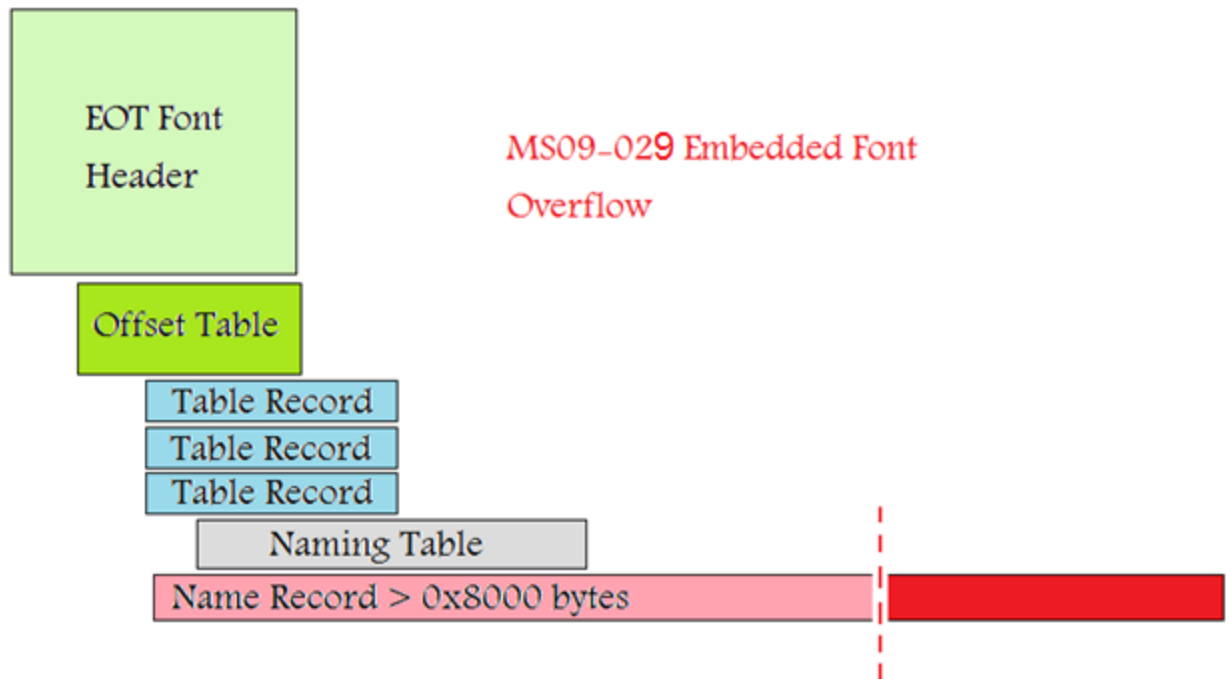 EOT Font
Header
MS09-029 Embedded Font
Overflow
Offset Table
Table Record
Table Record
Table Record
Naming Table
Name Record > 0x8000 bytes